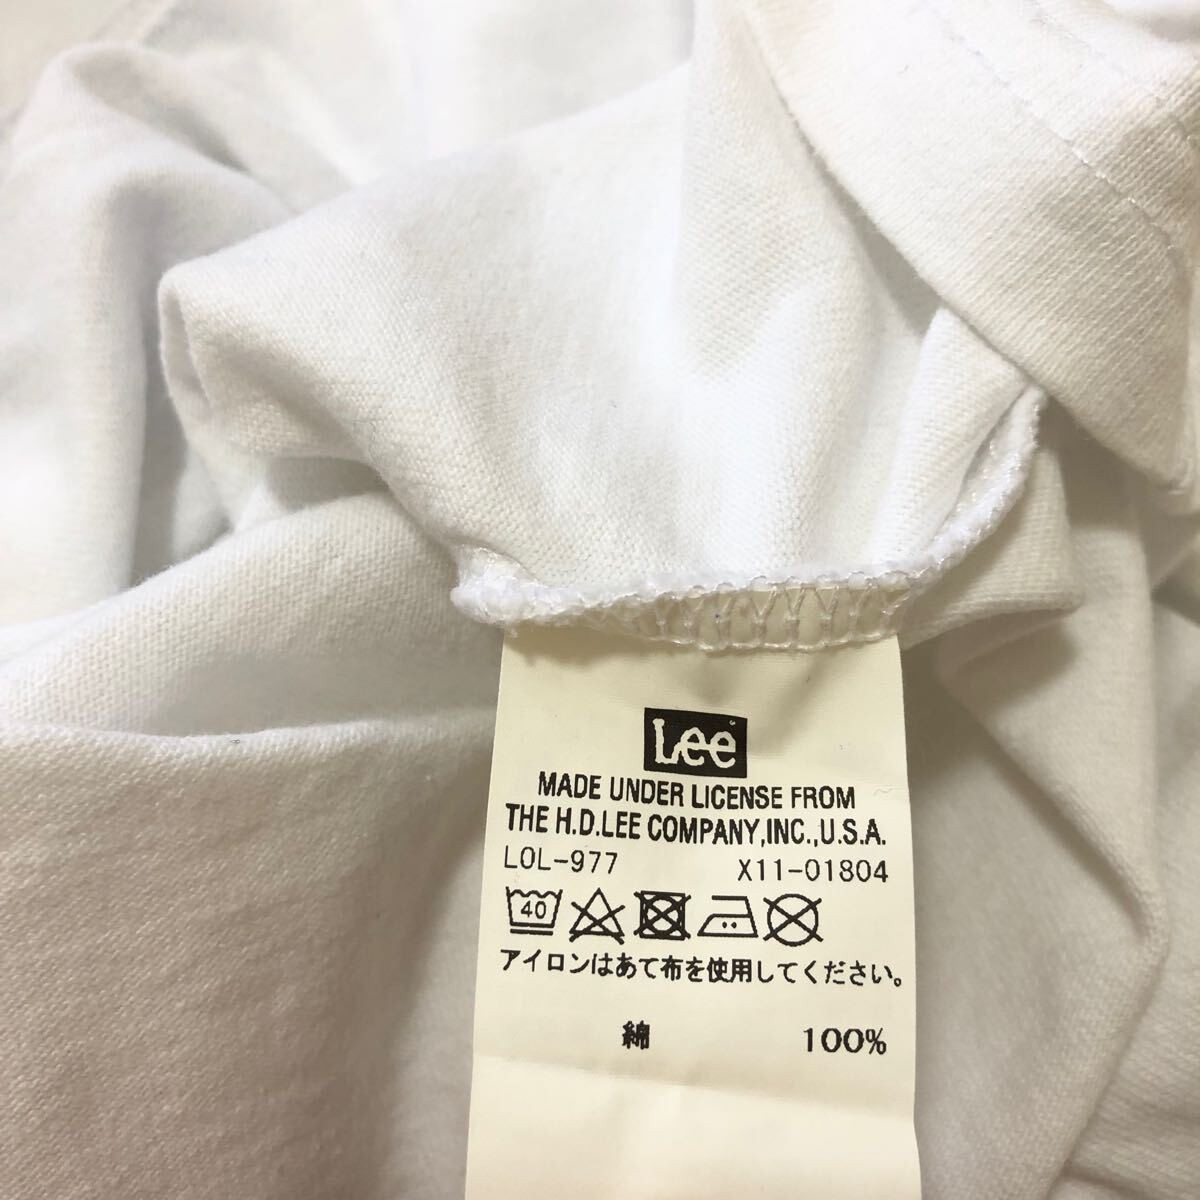 Lee
MADE UNDER LICENSE FROM
THE H.D.LEE COMPANY,INC.,U.S.A.
LOL-977 X11-01804
40
アイロンはあて布を使用してください。
綿 100%